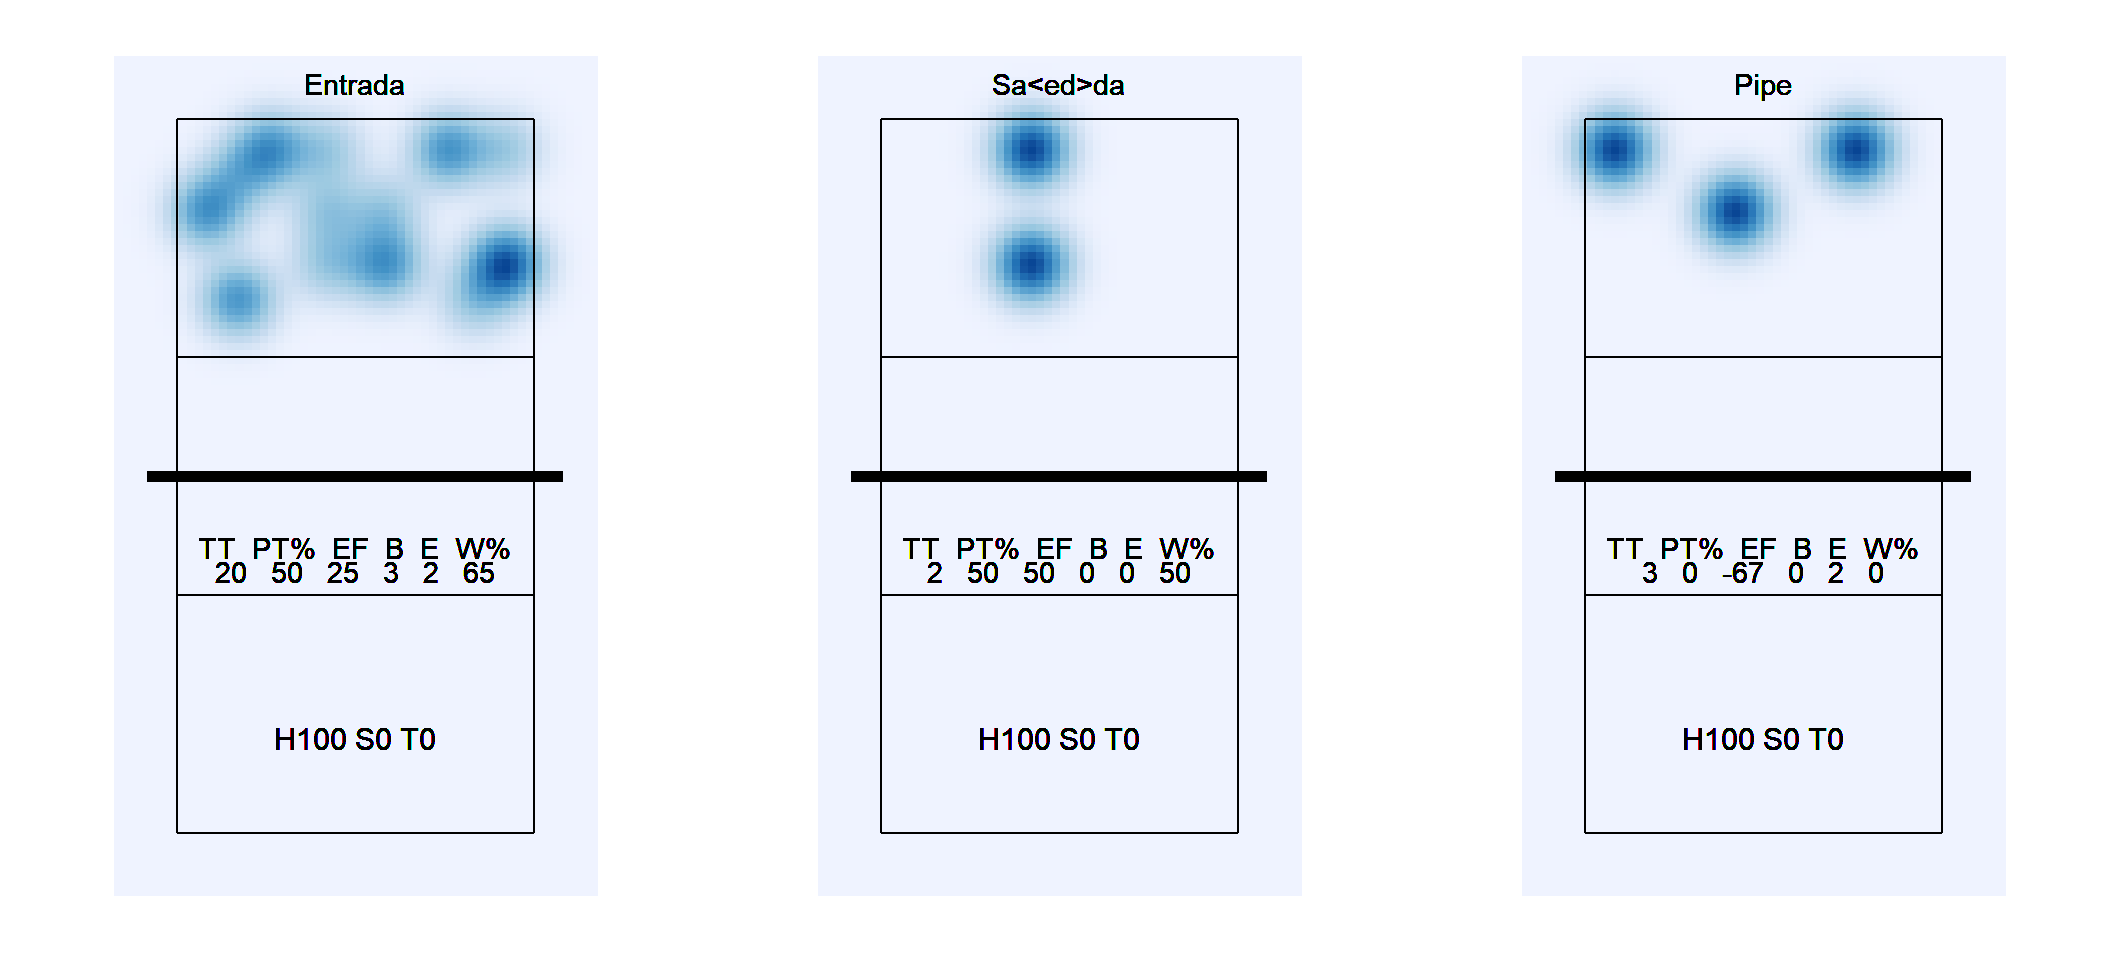 Entrada
TT PT% EF B E W%
20 50 25 3 2 65
H100 S0 T0
Sa<ed>da
TT PT% EF B E W%
2 50 50 0 0 50
H100 S0 T0
Pipe
TT PT% EF B E W%
3 0 -67 0 2 0
H100 S0 T0